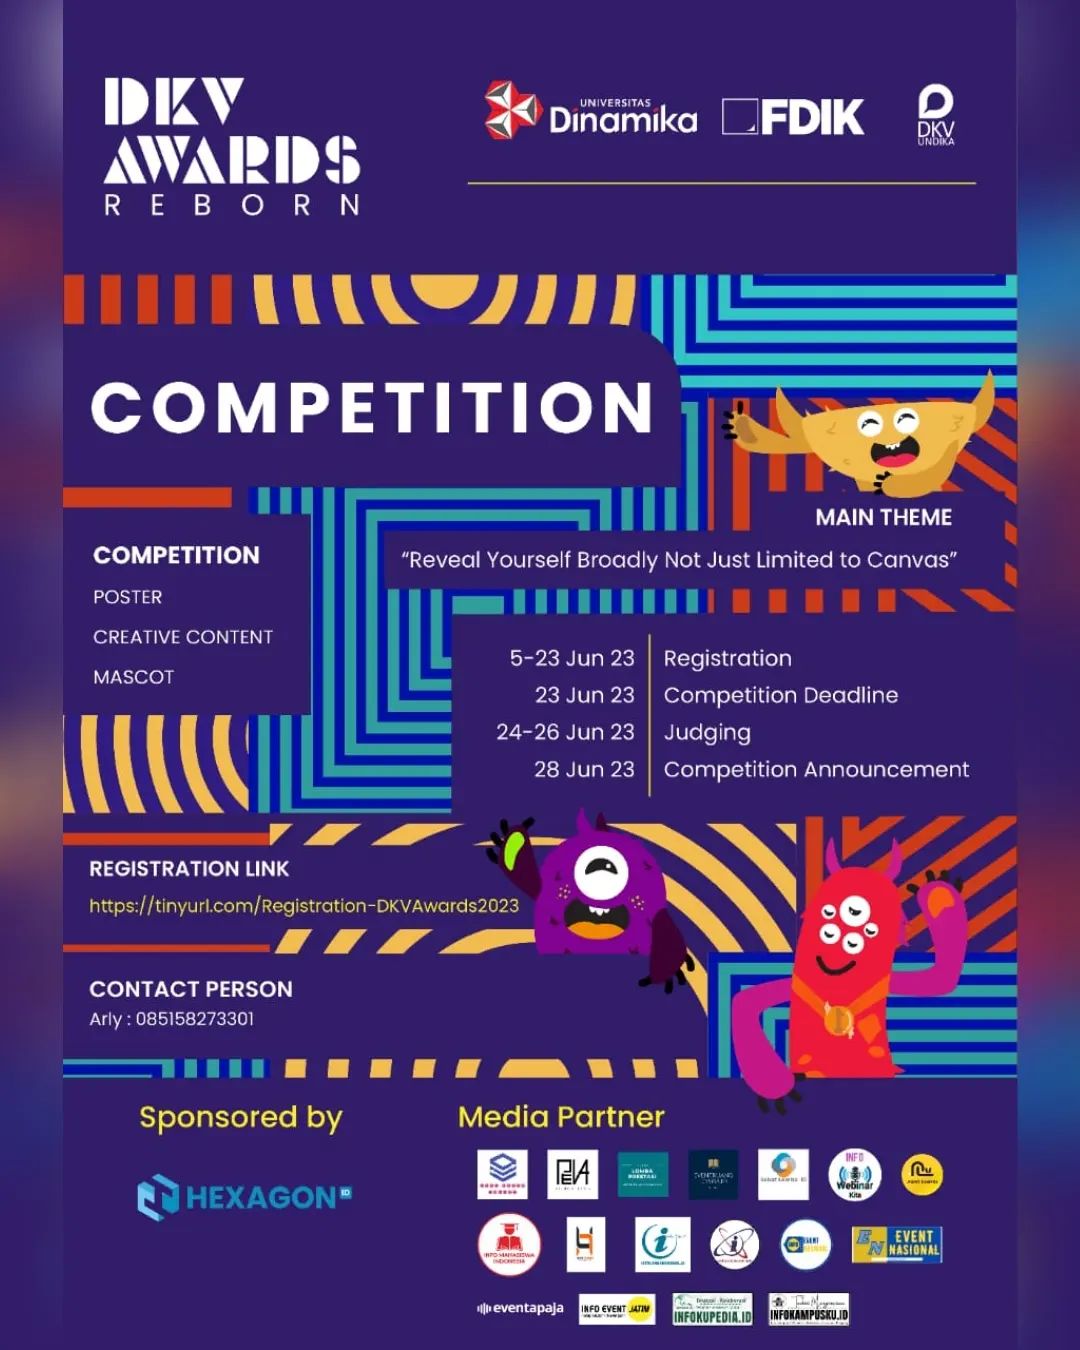 DKV
AWARDS
REBORN
UNIVERSITAS
Dinamika
FDIK
DKV
UNDIKA
COMPETITION
MAIN THEME
“Reveal Yourself Broadly Not Just Limited to Canvas”
COMPETITION
POSTER
CREATIVE CONTENT
MASCOT
5-23 Jun 23 Registration
23 Jun 23 Competition Deadline
24-26 Jun 23 Judging
28 Jun 23 Competition Announcement
REGISTRATION LINK
https://tinyurl.com/Registration-DKVAwards2023
CONTACT PERSON
Arly : 085158273301
Sponsored by
HEXAGON ID
Media Partner
INFO
Webinar
Kita
INFO MAHASISWA
INDONESIA
EN EVENT
NASIONAL
eventapaja
INFO EVENT JATIM
INFOKUPEDIA.ID
INFOKAMPUSKU.ID